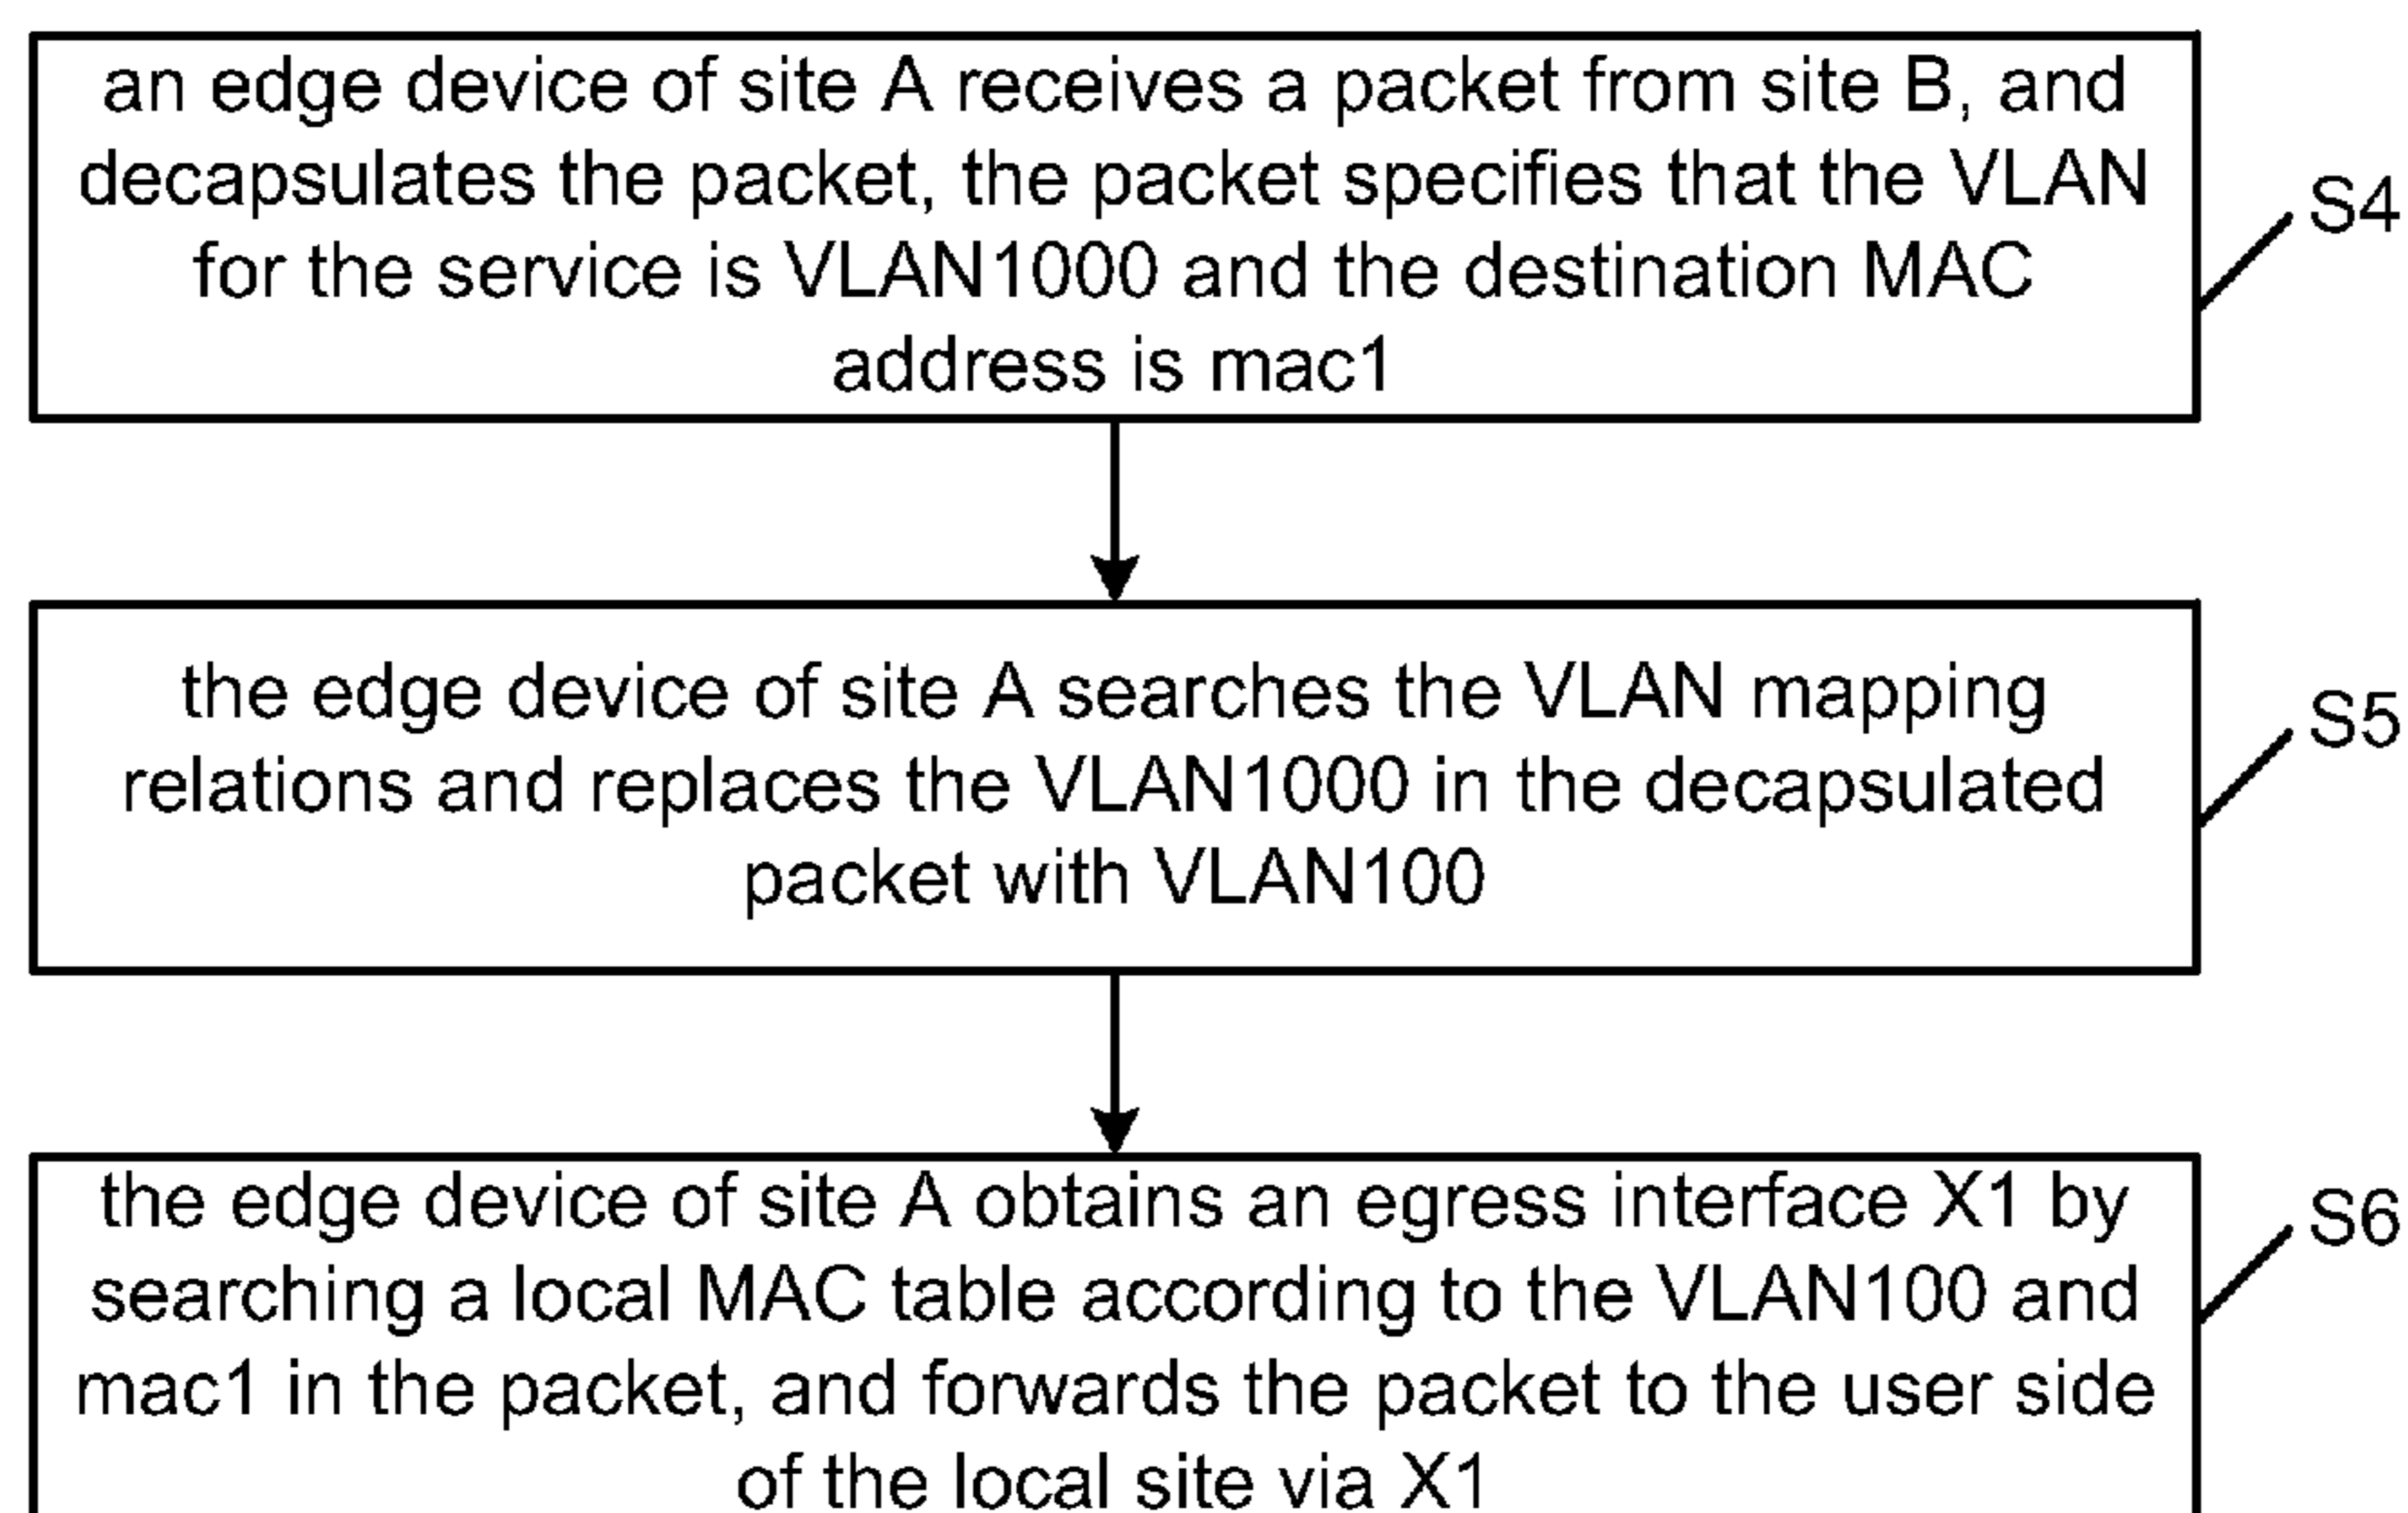 an edge device of site A receives a packet from site B, and
decapsulates the packet, the packet specifies that the VLAN
for the service is VLAN1000 and the destination MAC
address is mac1
S4
the edge device of site A searches the VLAN mapping
relations and replaces the VLAN1000 in the decapsulated
packet with VLAN100
S5
the edge device of site A obtains an egress interface X1 by
searching a local MAC table according to the VLAN100 and
mac1 in the packet, and forwards the packet to the user side
of the local site via X1
S6